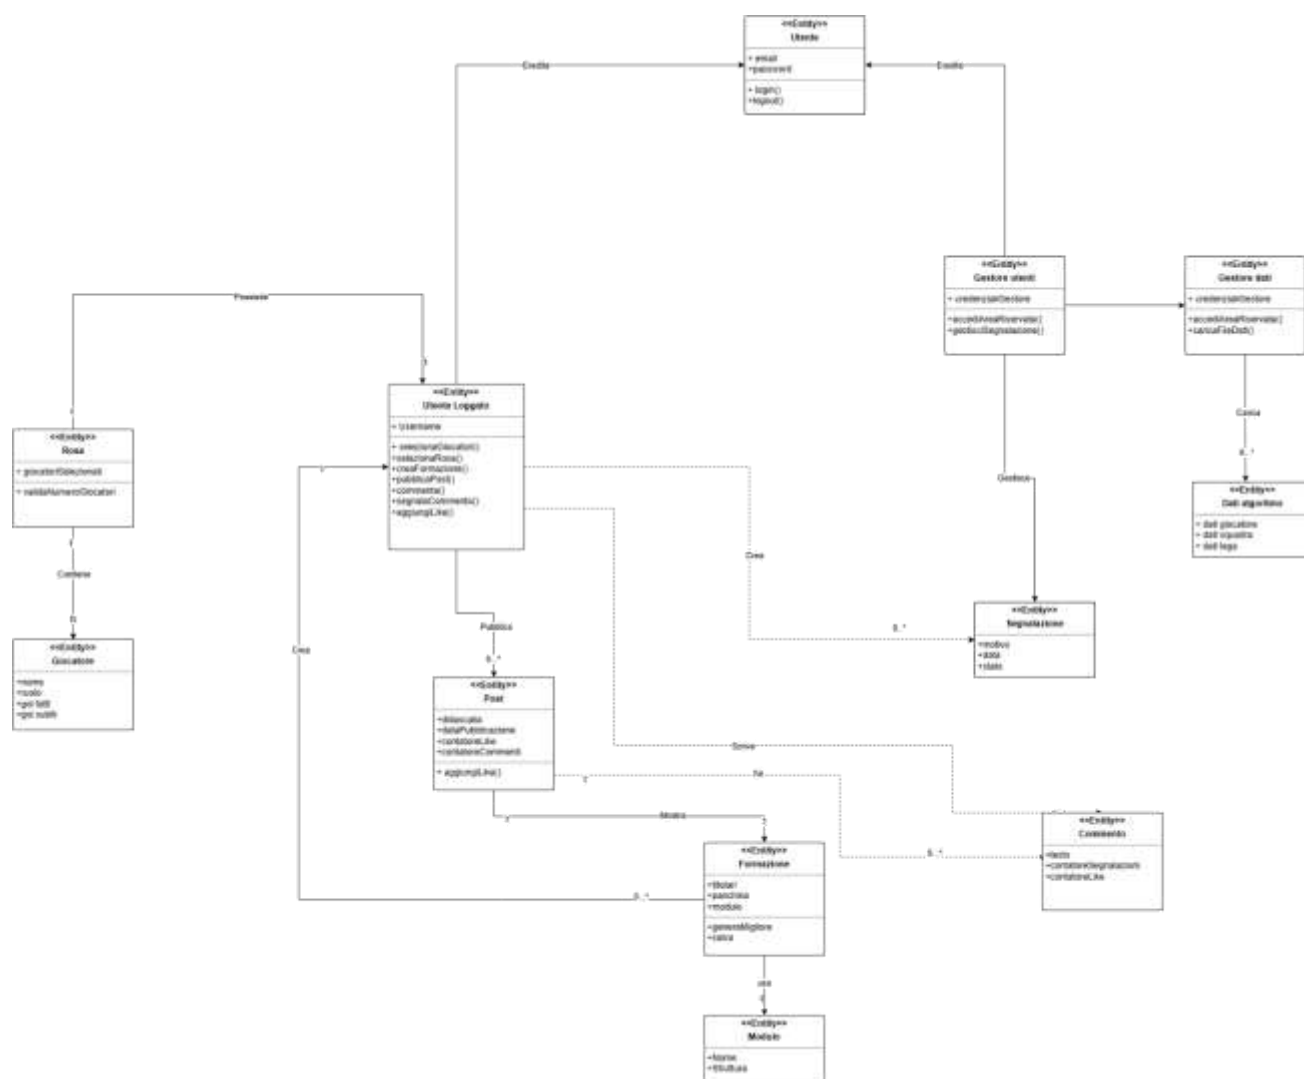 <<Entity>>
Utente
+ email
+password
+ login()
+logout()
Eredita
Eredita
<<Entity>>
Gestore utenti
+ credenzialiGestore
+accediAreaRiservata()
+gestisciSegnalazione()
<<Entity>>
Gestore dati
+ credenzialiGestore
+accediAreaRiservata()
+caricaFileDati()
Possiede
1
<<Entity>>
Utente Loggato
+ Username
+ selezionaGiocatori()
+selezionaRosa()
+creaFormazione()
+pubblicaPost()
+commenta()
+segnalaCommento()
+aggiungiLike()
<<Entity>>
Rosa
+ giocatoriSelezionati
+ validaNumeroGiocatori
Contiene
<<Entity>>
Giocatore
+nome
+ruolo
+gol fatti
+gol subiti
Carica
0..*
<<Entity>>
Dati algoritmo
+ dati giocatore
+ dati squadra
+ dati lega
Gestisce
Crea
0..*
<<Entity>>
Segnalazione
+motivo
+data
+stato
Crea
Pubblica
0..*
<<Entity>>
Post
+didascalia
+dataPubblicazione
+contatoreLike
+contatoreCommenti
+ aggiungiLike()
Scrive
ha
0..*
<<Entity>>
Commento
+testo
+contatoreSegnalazioni
+contatoreLike
Mostra
0..*
<<Entity>>
Formazione
+titolari
+panchina
+modulo
+generaMigliore
+salva
usa
<<Entity>>
Modulo
+Nome
+Struttura